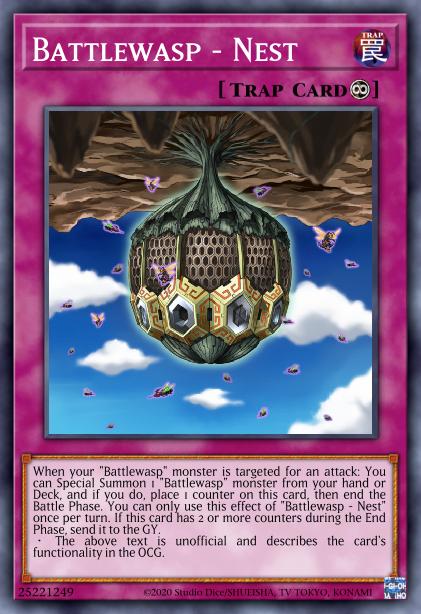 BATTLEWASP - NEST
TRAP
罠
[TRAP CARD]
When your "Battlewasp" monster is targeted for an attack: You
can Special Summon 1 "Battlewasp" monster from your hand or
Deck, and if you do, place 1 counter on this card, then end the
Battle Phase. You can only use this effect of "Battlewasp - Nest"
once per turn. If this card has 2 or more counters during the End
Phase, send it to the GY.
· The above text is unofficial and describes the card's
functionality in the OCG.
25221249 ©2020 Studio Dice/SHUEISHA, TV TOKYO, KONAMI